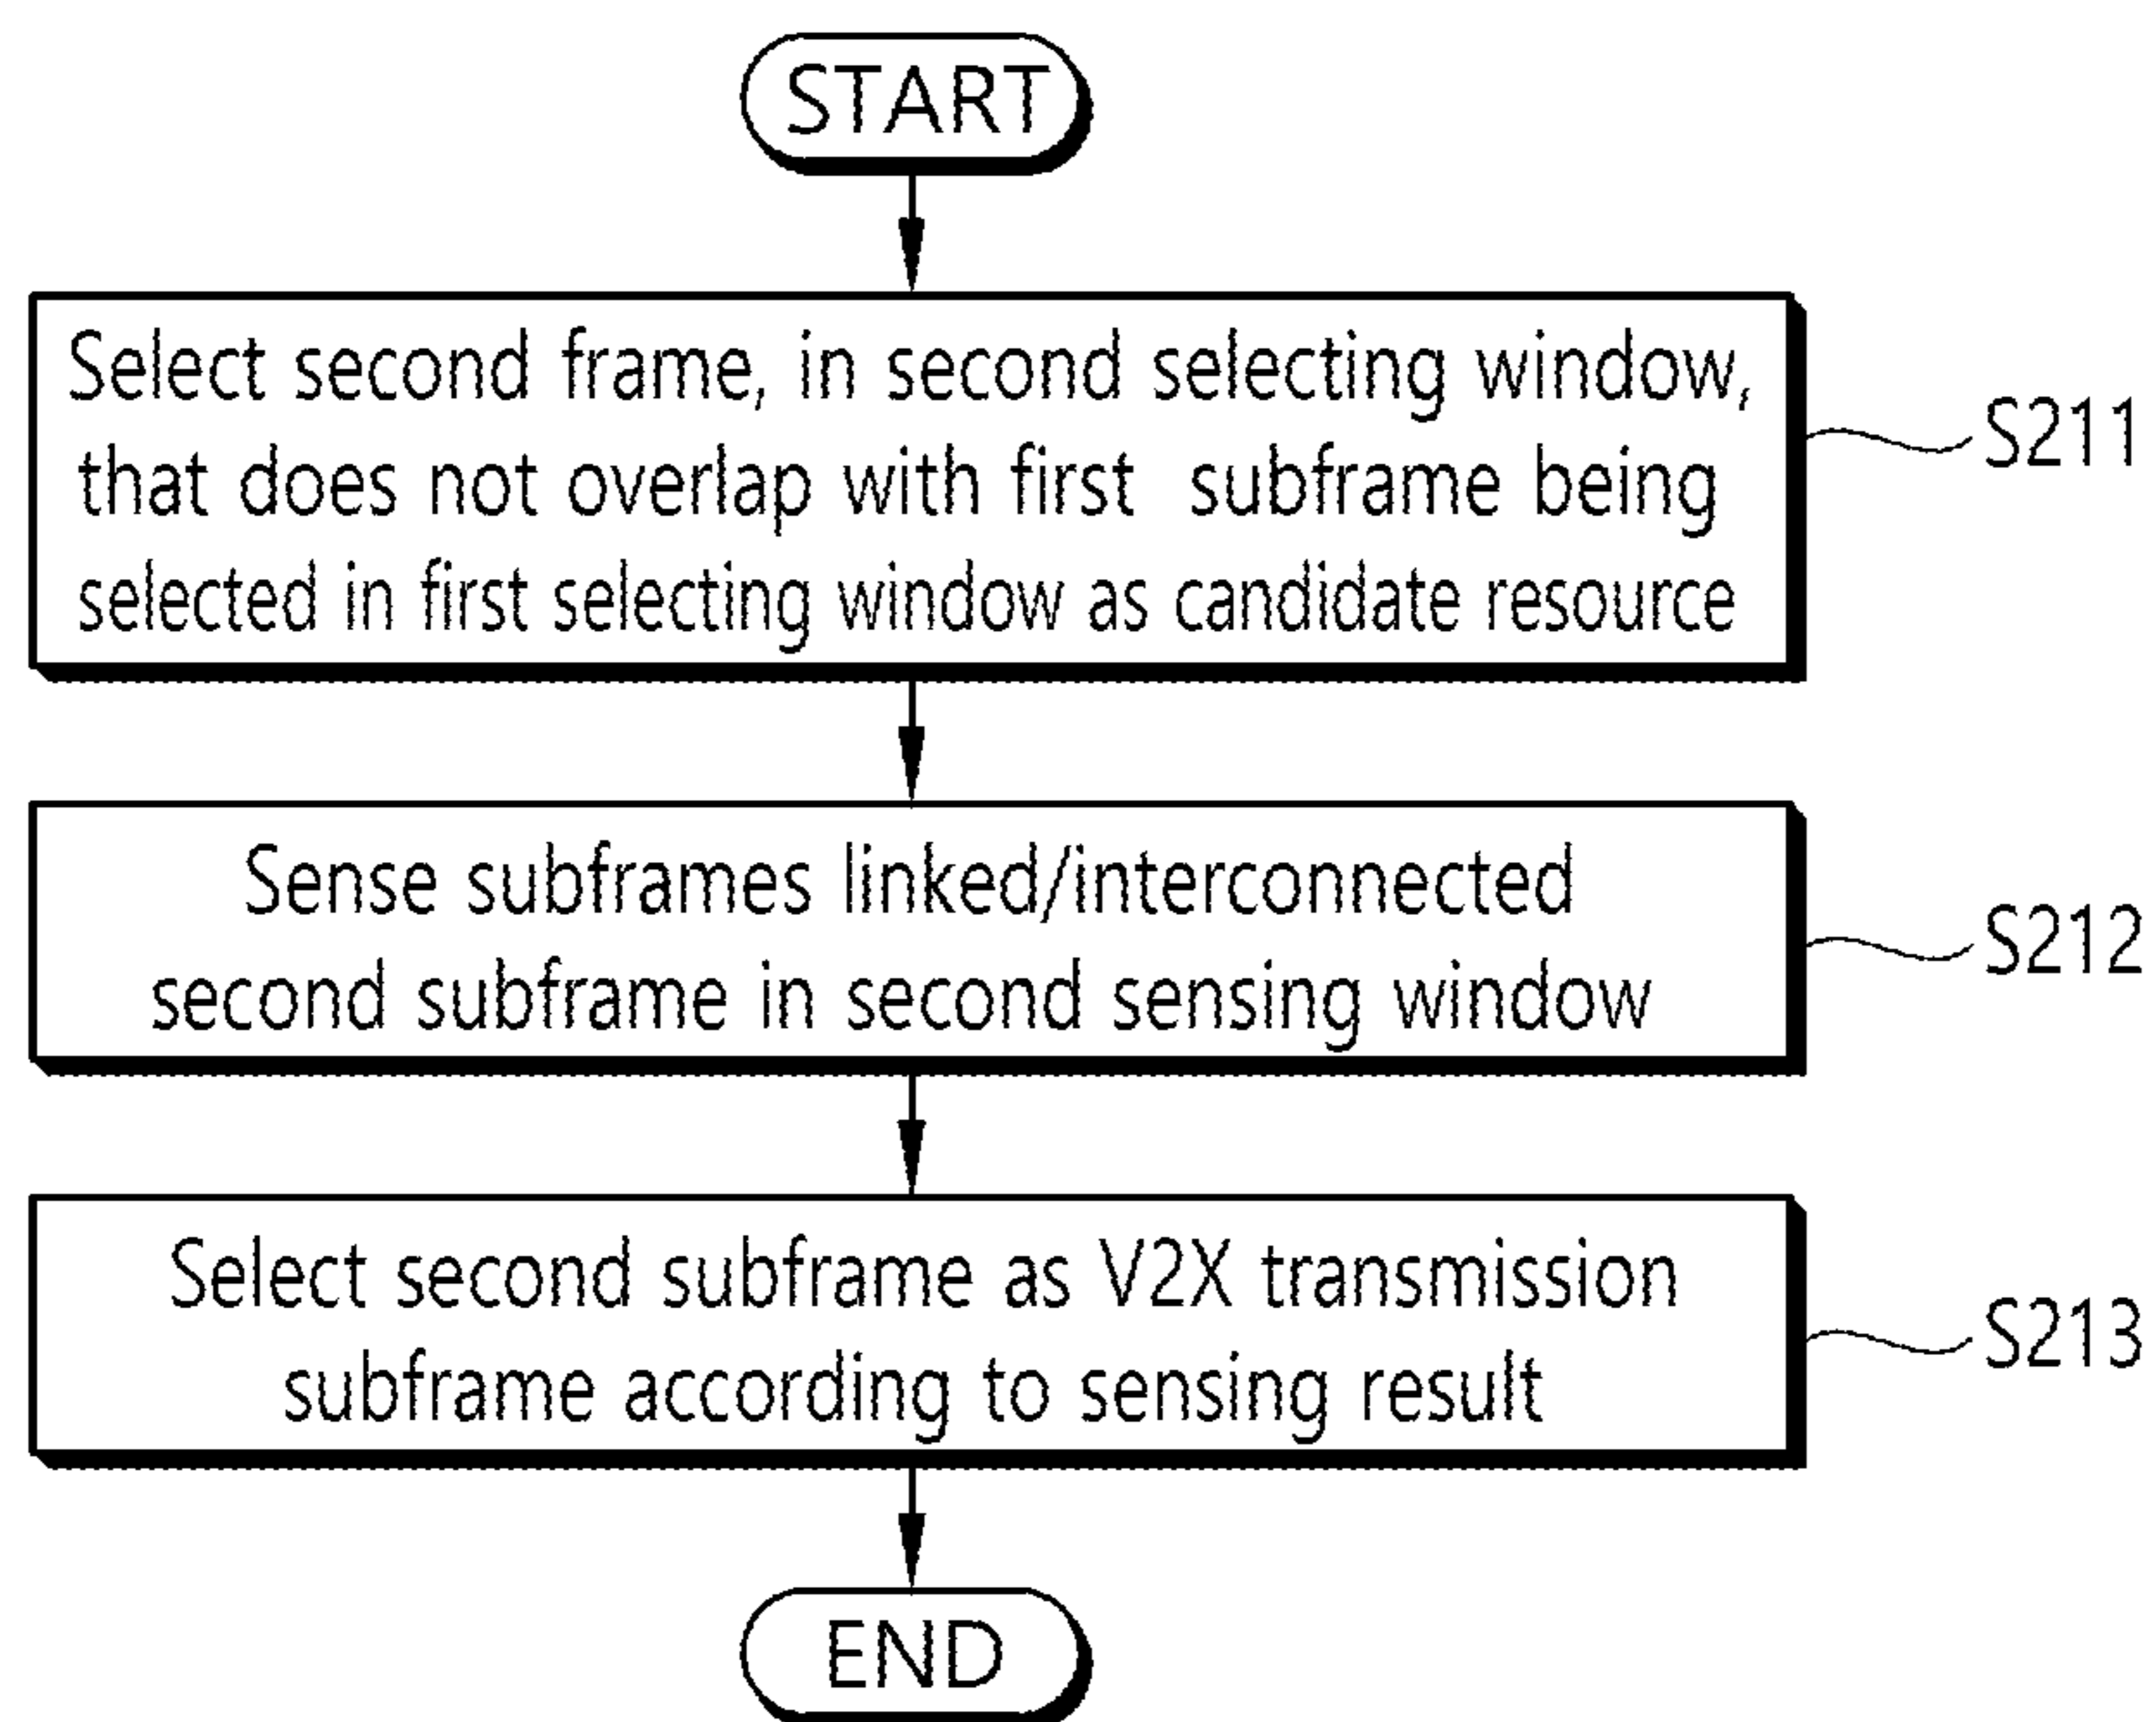 START
Select second frame, in second selecting window,
that does not overlap with first subframe being
selected in first selecting window as candidate resource
S211
Sense subframes linked/interconnected
second subframe in second sensing window
S212
Select second subframe as V2X transmission
subframe according to sensing result
S213
END